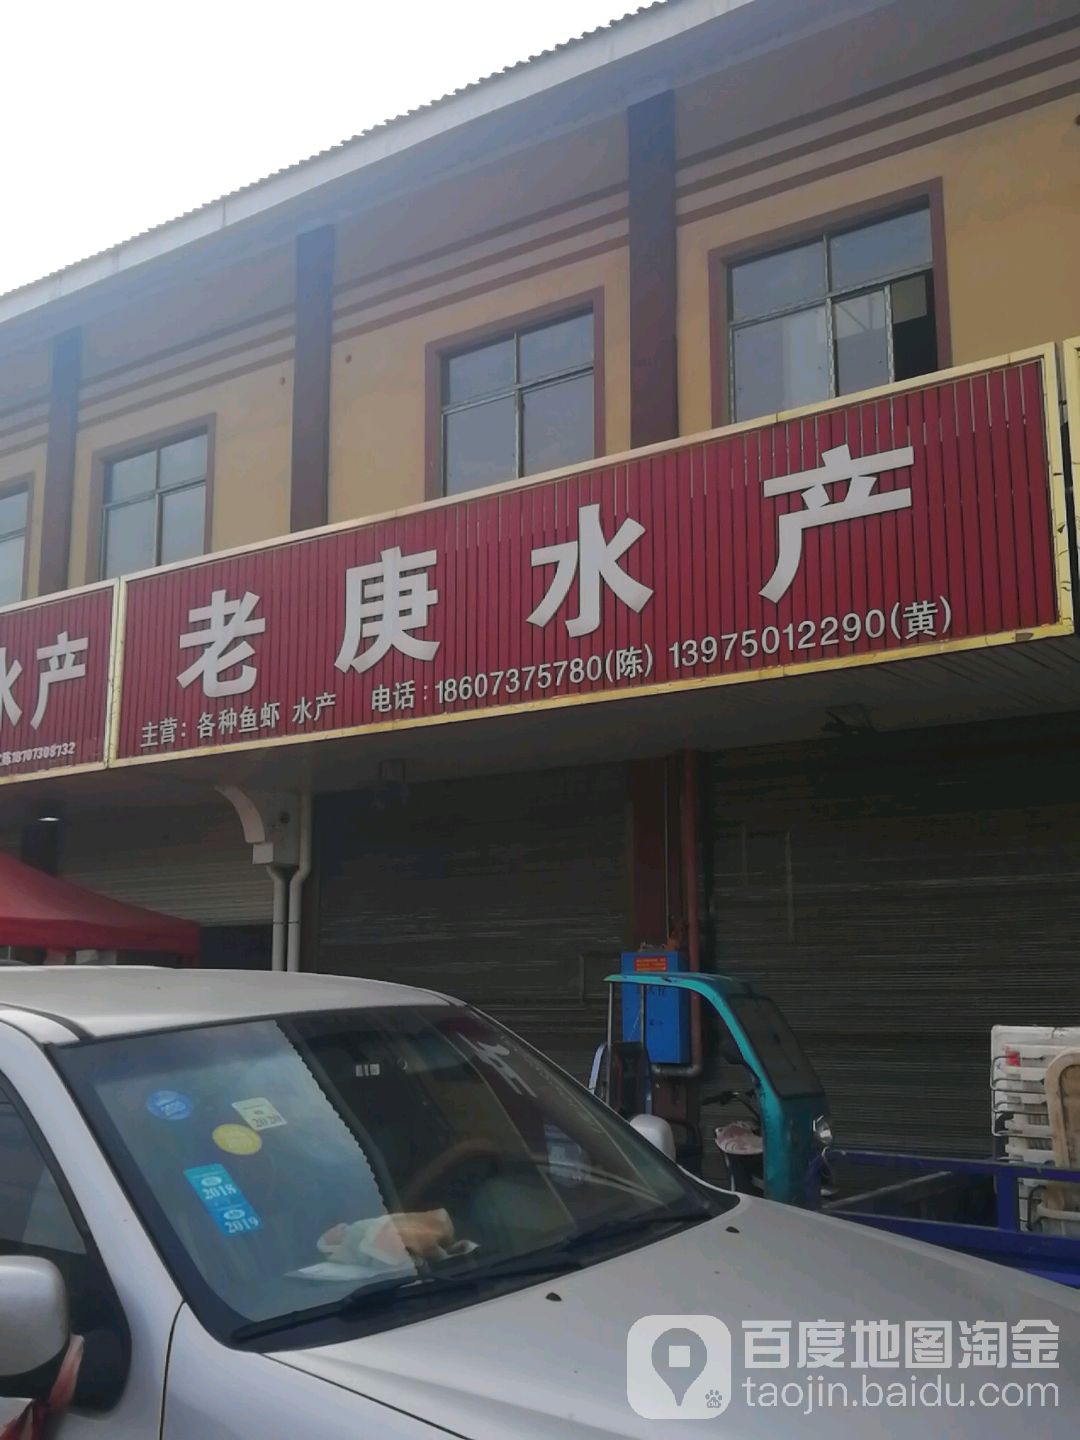 老庚水产
主营：各种鱼虾 水产 电话：18607375780(陈) 13975012290(黄)
水产
2020
2018
2019
百度地图淘金
taojin.baidu.com